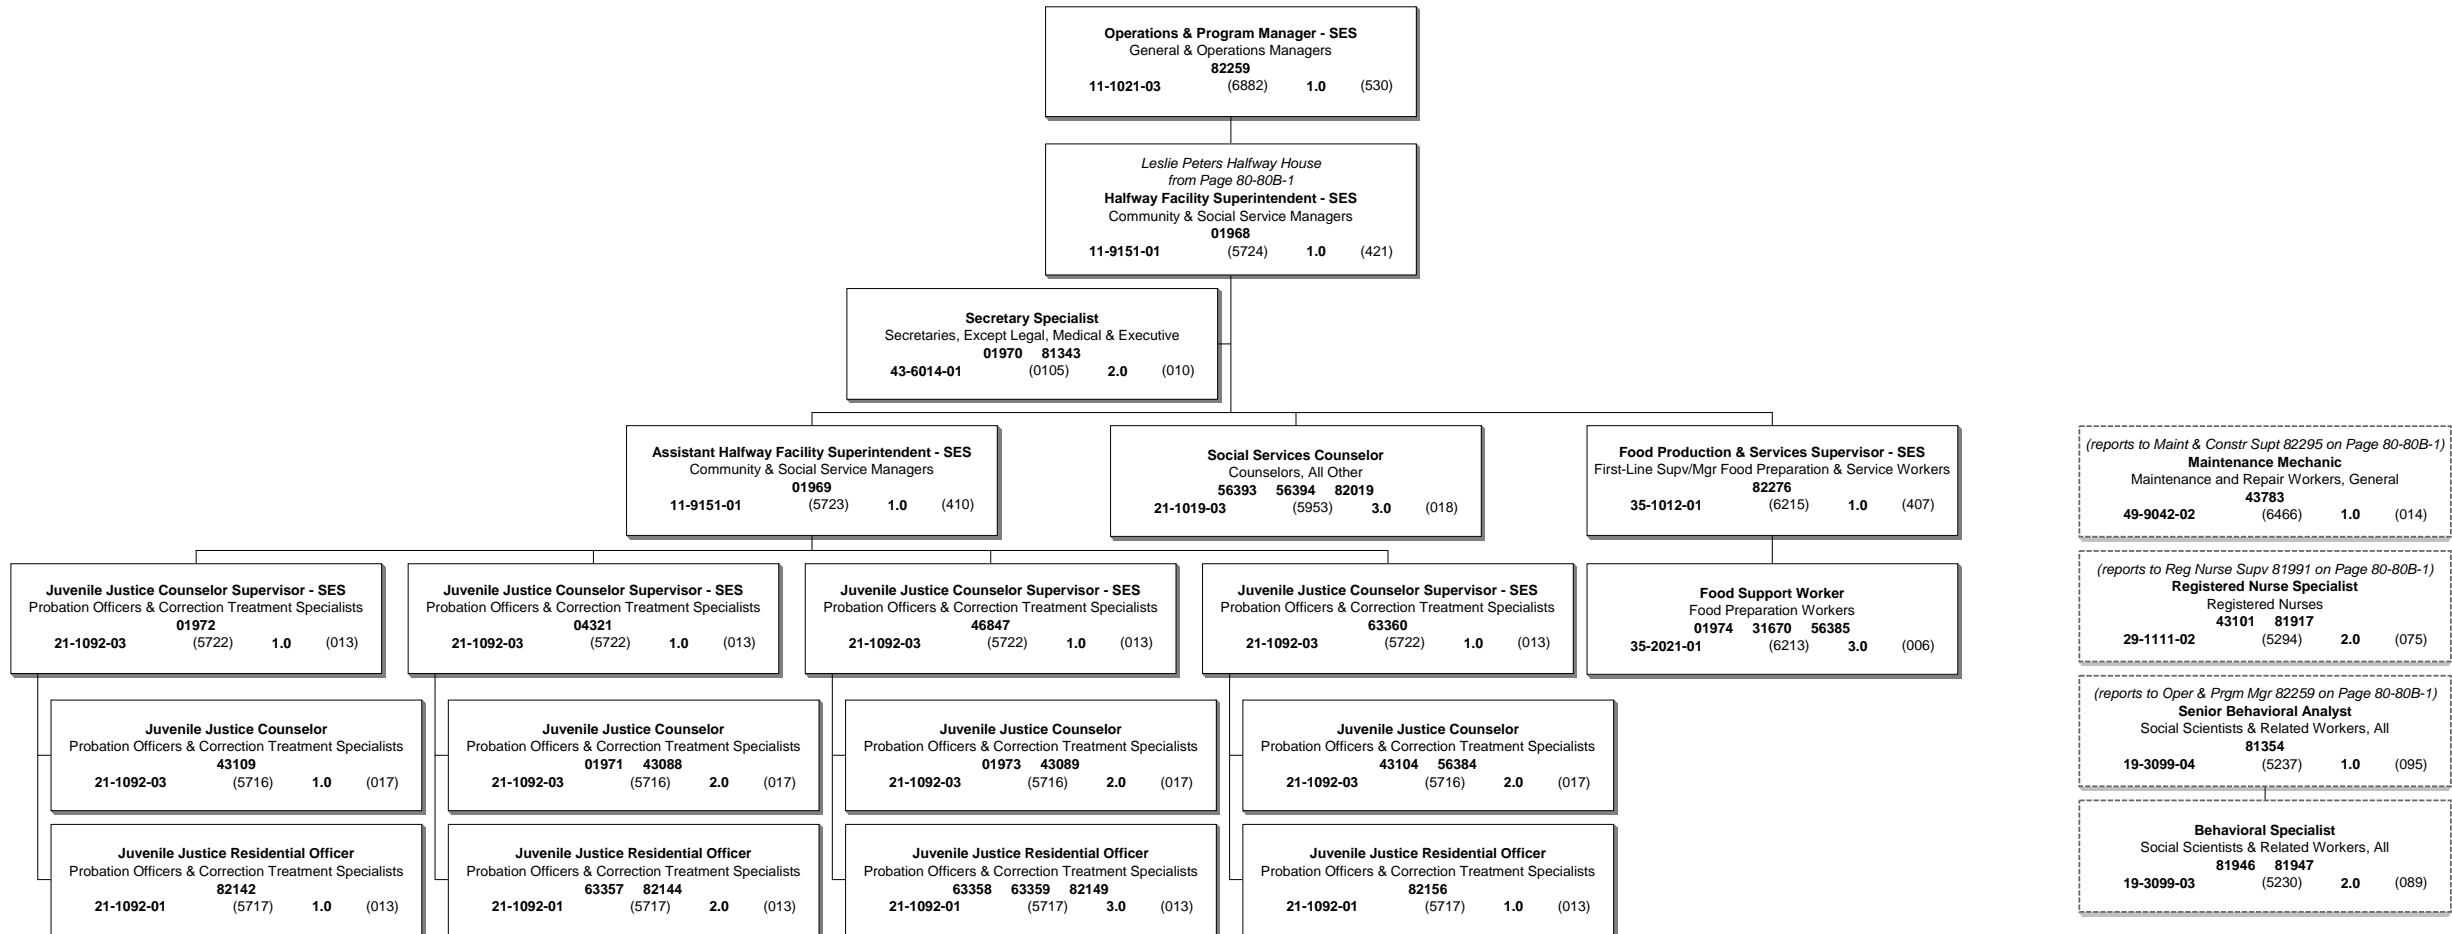 Operations & Program Manager - SES
General & Operations Managers
82259
11-1021-03 (6882) 1.0 (530)
Leslie Peters Halfway House
from Page 80-80B-1
Halfway Facility Superintendent - SES
Community & Social Service Managers
01968
11-9151-01 (5724) 1.0 (421)
Secretary Specialist
Secretaries, Except Legal, Medical & Executive
01970 81343
43-6014-01 (0105) 2.0 (010)
Assistant Halfway Facility Superintendent - SES
Community & Social Service Managers
01969
11-9151-01 (5723) 1.0 (410)
Social Services Counselor
Counselors, All Other
56393 56394 82019
21-1019-03 (5953) 3.0 (018)
Food Production & Services Supervisor - SES
First-Line Supv/Mgr Food Preparation & Service Workers
82276
35-1012-01 (6215) 1.0 (407)
(reports to Maint & Constr Supt 82295 on Page 80-80B-1)
Maintenance Mechanic
Maintenance and Repair Workers, General
43783
49-9042-02 (6466) 1.0 (014)
Juvenile Justice Counselor Supervisor - SES
Probation Officers & Correction Treatment Specialists
01972
21-1092-03 (5722) 1.0 (013)
Juvenile Justice Counselor Supervisor - SES
Probation Officers & Correction Treatment Specialists
04321
21-1092-03 (5722) 1.0 (013)
Juvenile Justice Counselor Supervisor - SES
Probation Officers & Correction Treatment Specialists
46847
21-1092-03 (5722) 1.0 (013)
Juvenile Justice Counselor Supervisor - SES
Probation Officers & Correction Treatment Specialists
63360
21-1092-03 (5722) 1.0 (013)
Food Support Worker
Food Preparation Workers
01974 31670 56385
35-2021-01 (6213) 3.0 (006)
(reports to Reg Nurse Supv 81991 on Page 80-80B-1)
Registered Nurse Specialist
Registered Nurses
43101 81917
29-1111-02 (5294) 2.0 (075)
Juvenile Justice Counselor
Probation Officers & Correction Treatment Specialists
43109
21-1092-03 (5716) 1.0 (017)
Juvenile Justice Counselor
Probation Officers & Correction Treatment Specialists
01971 43088
21-1092-03 (5716) 2.0 (017)
Juvenile Justice Counselor
Probation Officers & Correction Treatment Specialists
01973 43089
21-1092-03 (5716) 2.0 (017)
Juvenile Justice Counselor
Probation Officers & Correction Treatment Specialists
43104 56384
21-1092-03 (5716) 2.0 (017)
(reports to Oper & Prgm Mgr 82259 on Page 80-80B-1)
Senior Behavioral Analyst
Social Scientists & Related Workers, All
81354
19-3099-04 (5237) 1.0 (095)
Juvenile Justice Residential Officer
Probation Officers & Correction Treatment Specialists
82142
21-1092-01 (5717) 1.0 (013)
Juvenile Justice Residential Officer
Probation Officers & Correction Treatment Specialists
63357 82144
21-1092-01 (5717) 2.0 (013)
Juvenile Justice Residential Officer
Probation Officers & Correction Treatment Specialists
63358 63359 82149
21-1092-01 (5717) 3.0 (013)
Juvenile Justice Residential Officer
Probation Officers & Correction Treatment Specialists
82156
21-1092-01 (5717) 1.0 (013)
Behavioral Specialist
Social Scientists & Related Workers, All
81946 81947
19-3099-03 (5230) 2.0 (089)